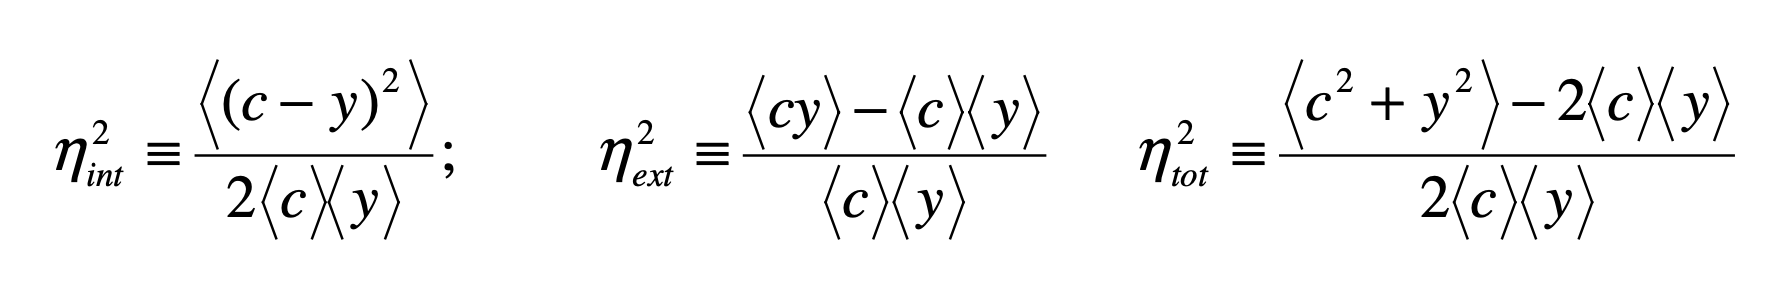 η²_int ≡ ⟨(c − y)²⟩ / 2⟨c⟩⟨y⟩; η²_ext ≡ (⟨cy⟩ − ⟨c⟩⟨y⟩) / ⟨c⟩⟨y⟩ η²_tot ≡ (⟨c² + y²⟩ − 2⟨c⟩⟨y⟩) / 2⟨c⟩⟨y⟩